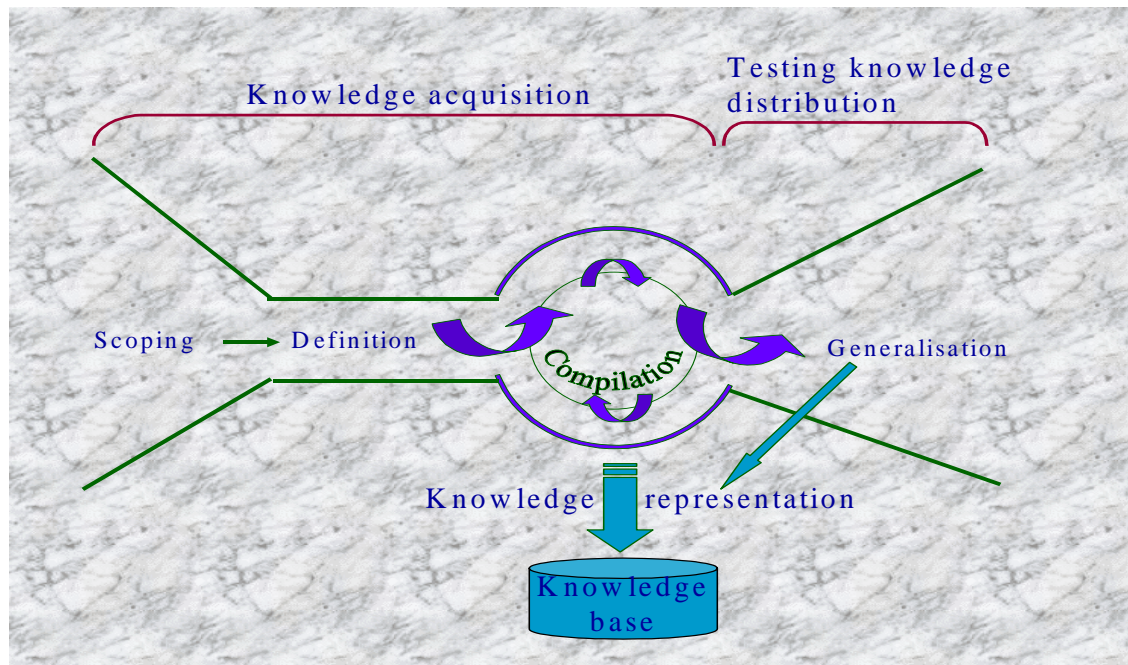 Testing knowledge
distribution
Knowledge acquisition
Scoping
Definition
Compilation
Generalisation
Knowledge representation
Knowledge
base